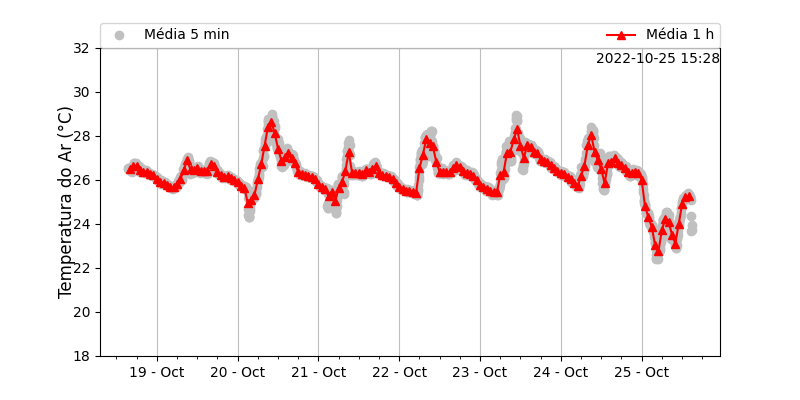 Média 5 min
Média 1 h
2022-10-25 15:28
Temperatura do Ar (°C)
32
30
28
26
24
22
20
18
19 - Oct
20 - Oct
21 - Oct
22 - Oct
23 - Oct
24 - Oct
25 - Oct